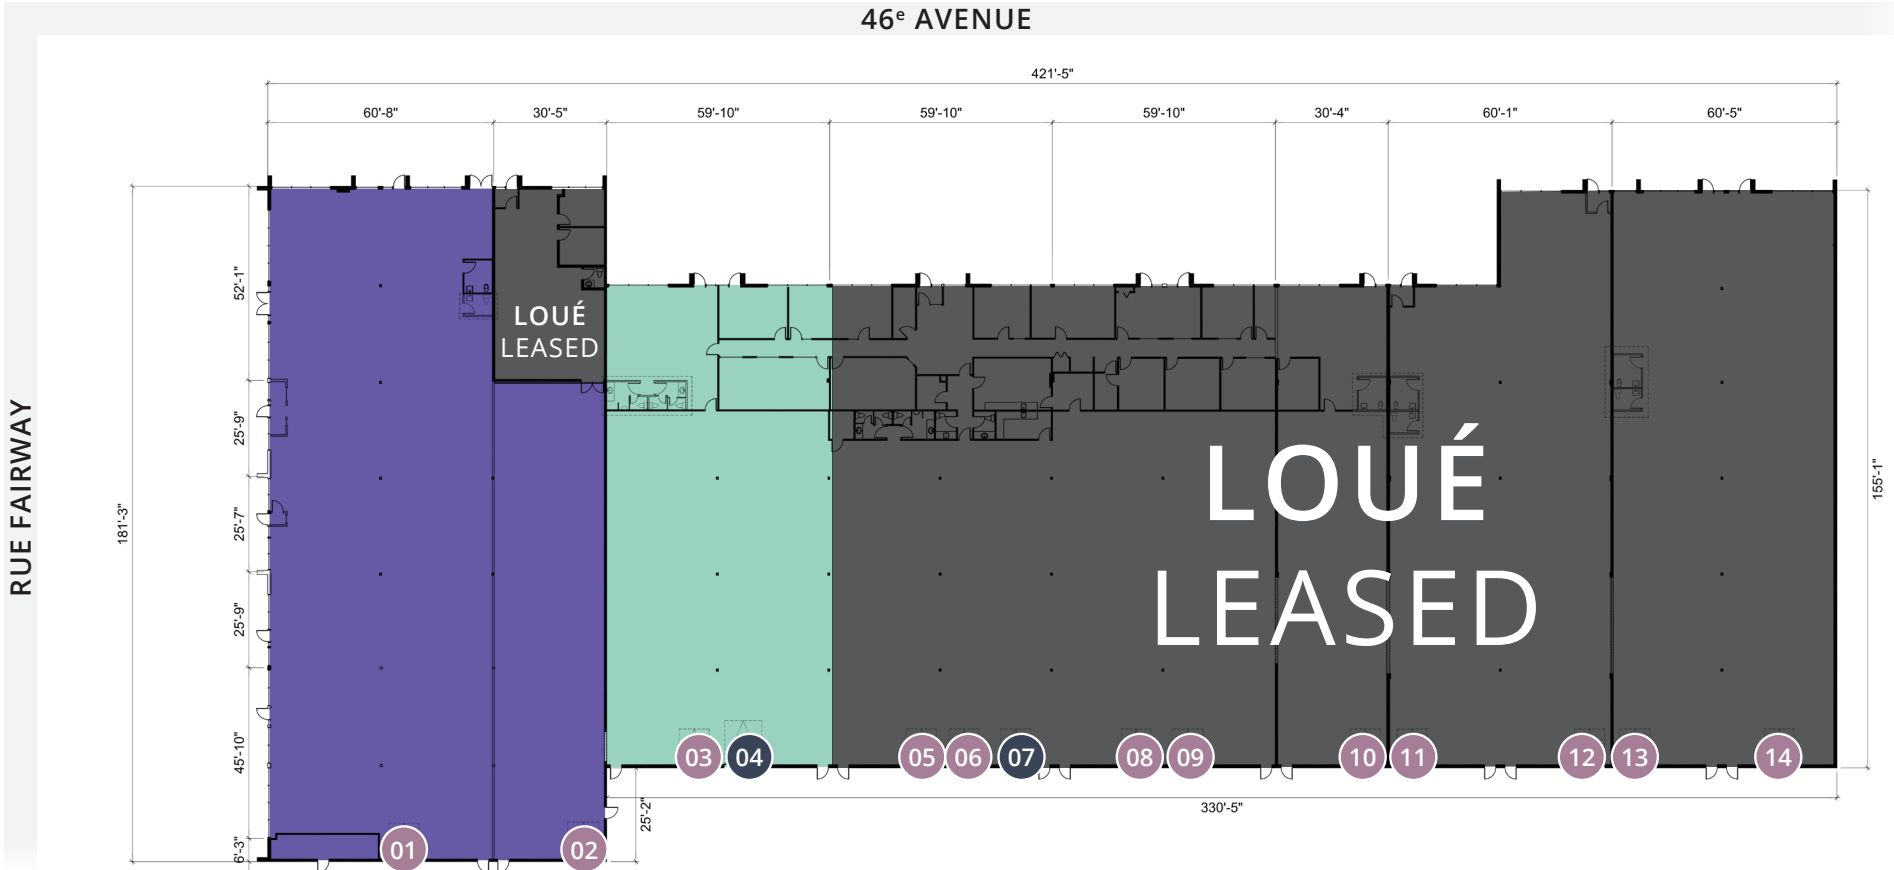 46ᵉ AVENUE
421'-5"
60'-8" 30'-5" 59'-10" 59'-10" 59'-10" 30'-4" 60'-1" 60'-5"
RUE FAIRWAY
181'-3"
52'-1"
25'-9"
25'-7"
25'-9"
45'-10"
6'-3"
LOUÉ
LEASED
LOUÉ
LEASED
155'-1"
03 04 05 06 07 08 09 10 11 12 13 14
330'-5"
25'-2"
01 02